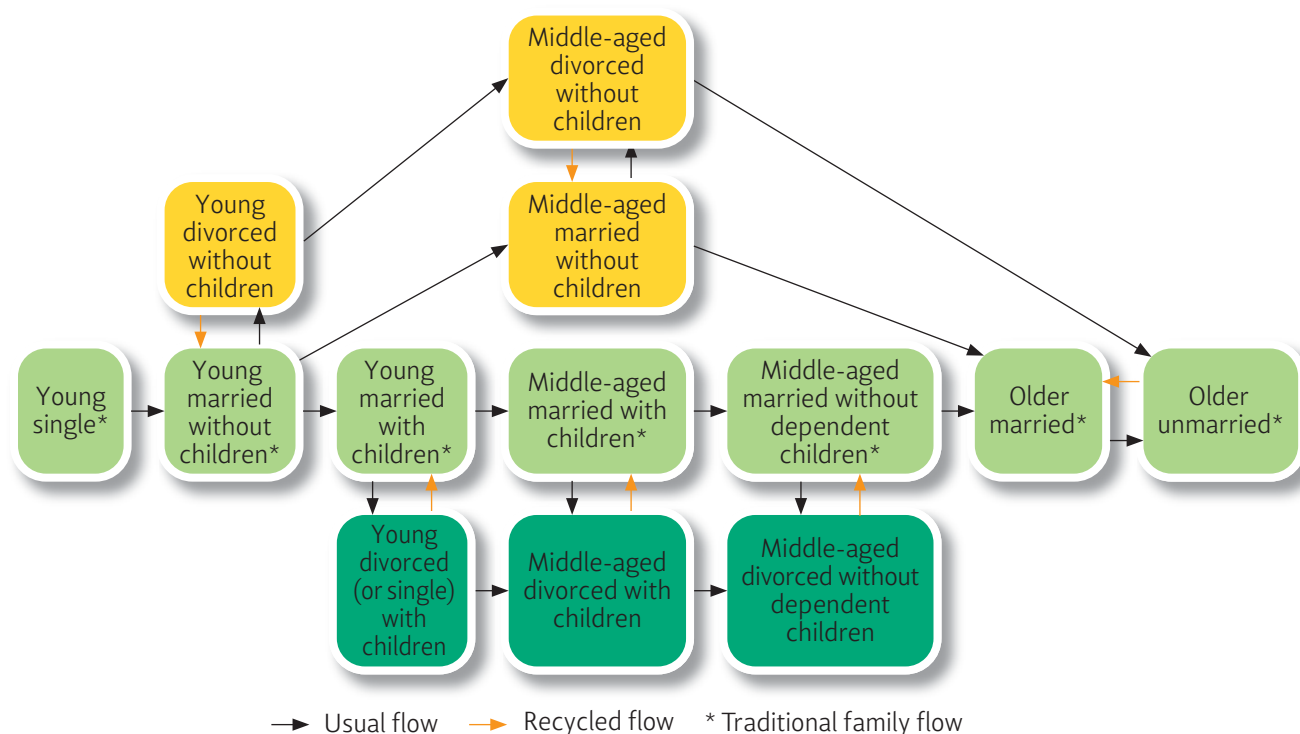 Middle-aged
divorced
without
children
Young
divorced
without
children
Middle-aged
married
without
children
Young
single*
Young
married
without
children*
Young
married
with
children*
Middle-aged
married with
children*
Middle-aged
married without
dependent
children*
Older
married*
Older
unmarried*
Young
divorced
(or single)
with
children
Middle-aged
divorced with
children
Middle-aged
divorced without
dependent
children
Usual flow
Recycled flow
* Traditional family flow